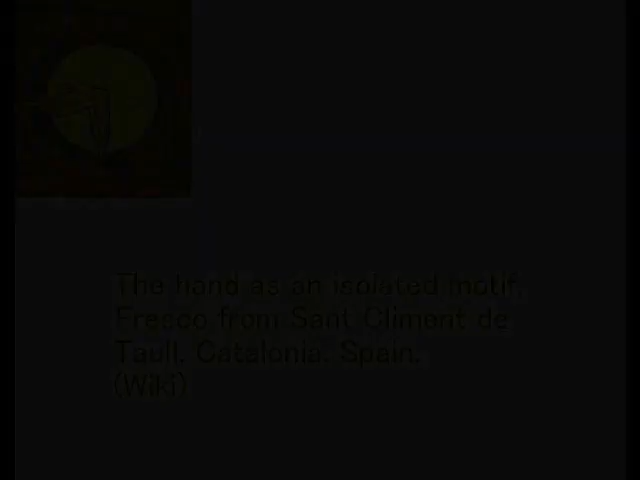 The hand as an isolated motif.
Fresco from Sant Climent de
Taull, Catalonia, Spain.
(Wiki)